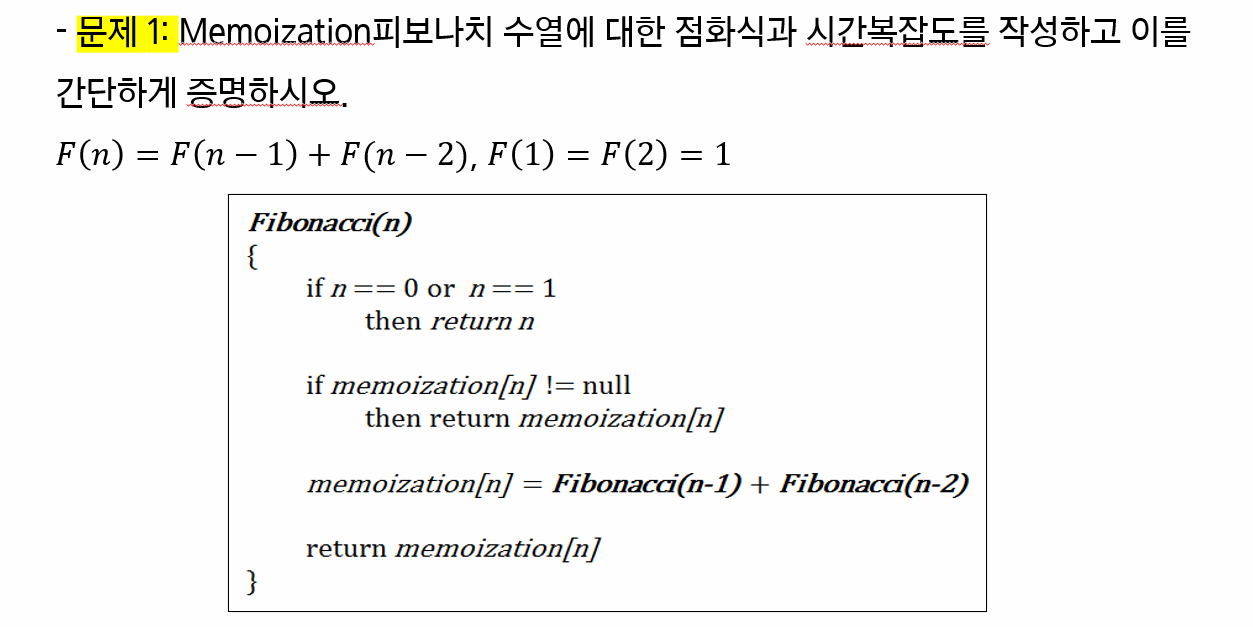 - 문제 1: Memoization피보나치 수열에 대한 점화식과 시간복잡도를 작성하고 이를
간단하게 증명하시오.
F(n) = F(n − 1) + F(n − 2), F(1) = F(2) = 1
Fibonacci(n)
{
if n == 0 or n == 1
then return n
if memoization[n] != null
then return memoization[n]
memoization[n] = Fibonacci(n-1) + Fibonacci(n-2)
return memoization[n]
}